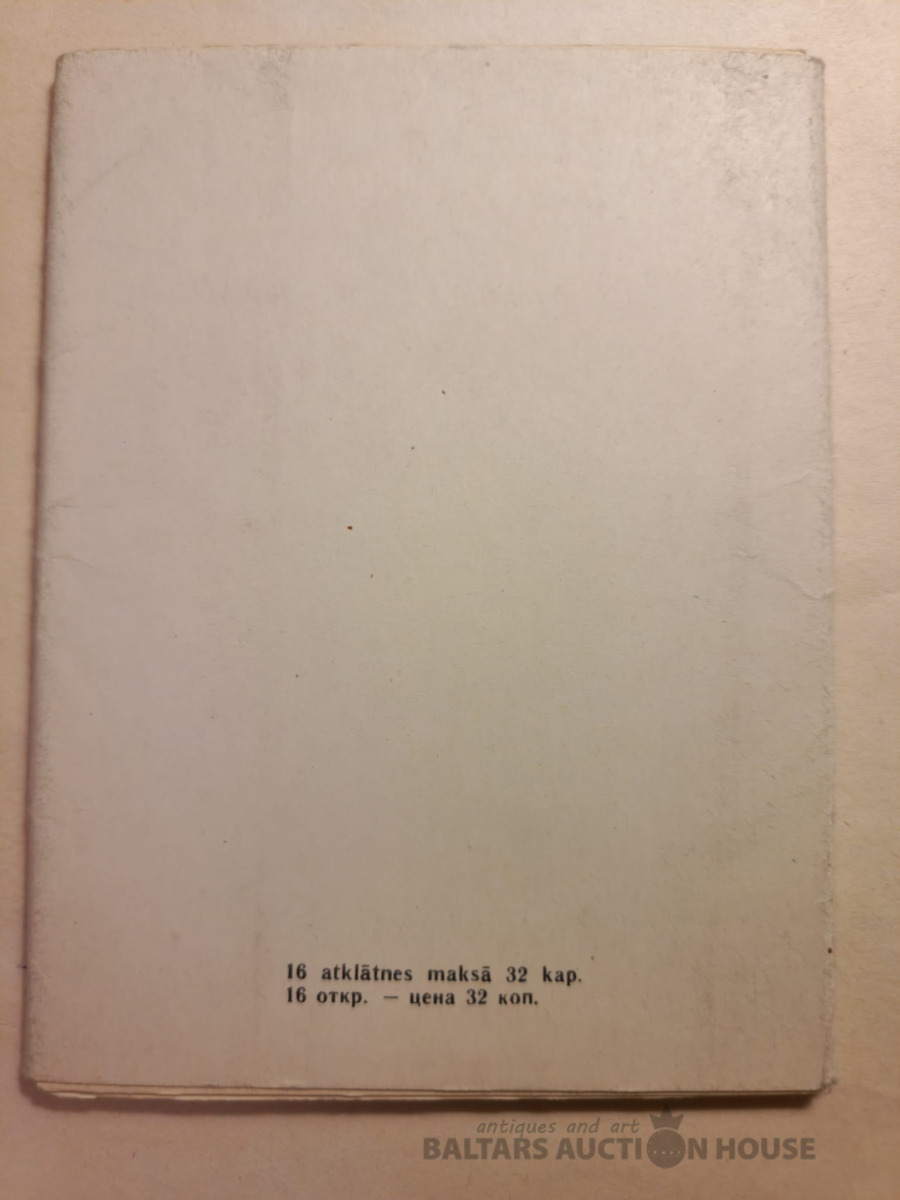 16 atklātnes maksā 32 kap.
16 откр. — цена 32 коп.
antiques and art
BALTARS AUCTION HOUSE